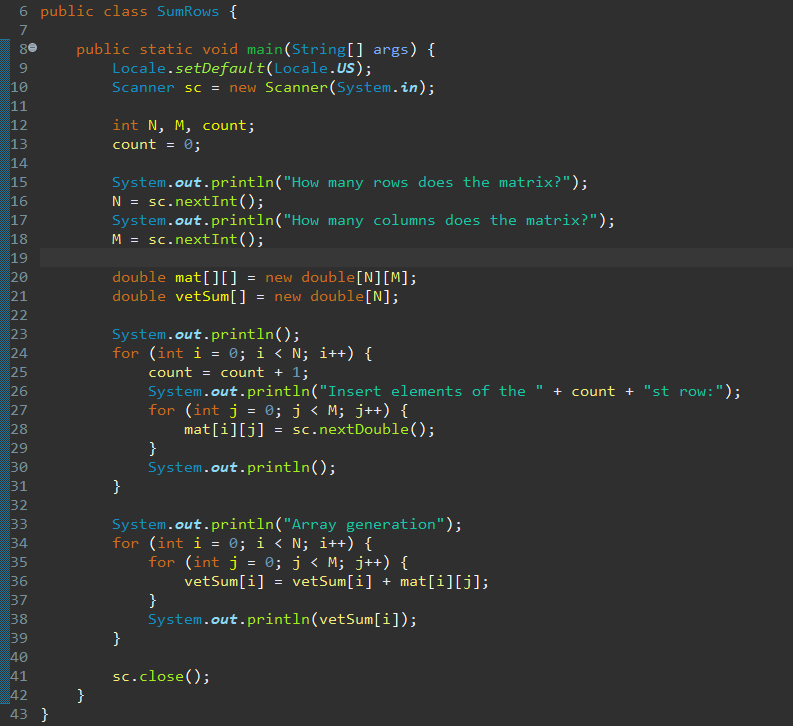 6 public class SumRows {
7
8 public static void main(String[] args) {
9 Locale.setDefault(Locale.US);
10 Scanner sc = new Scanner(System.in);
11
12 int N, M, count;
13 count = 0;
14
15 System.out.println("How many rows does the matrix?");
16 N = sc.nextInt();
17 System.out.println("How many columns does the matrix?");
18 M = sc.nextInt();
19
20 double mat[][] = new double[N][M];
21 double vetSum[] = new double[N];
22
23 System.out.println();
24 for (int i = 0; i < N; i++) {
25 count = count + 1;
26 System.out.println("Insert elements of the " + count + "st row:");
27 for (int j = 0; j < M; j++) {
28 mat[i][j] = sc.nextDouble();
29 }
30 System.out.println();
31 }
32
33 System.out.println("Array generation");
34 for (int i = 0; i < N; i++) {
35 for (int j = 0; j < M; j++) {
36 vetSum[i] = vetSum[i] + mat[i][j];
37 }
38 System.out.println(vetSum[i]);
39 }
40
41 sc.close();
42 }
43 }